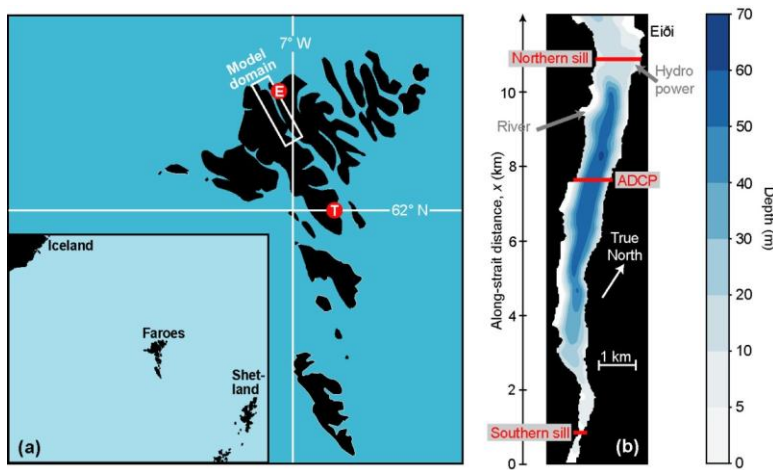 7° W
Model
domain
E
62° N
T
Iceland
Faroes
Shet-
land
(a)
Along-strait distance, x (km)
0
2
4
6
8
10
Eiði
Northern sill
Hydro
power
River
ADCP
True
North
1 km
Southern sill
(b)
70
60
50
40
30
20
10
5
0
Depth (m)